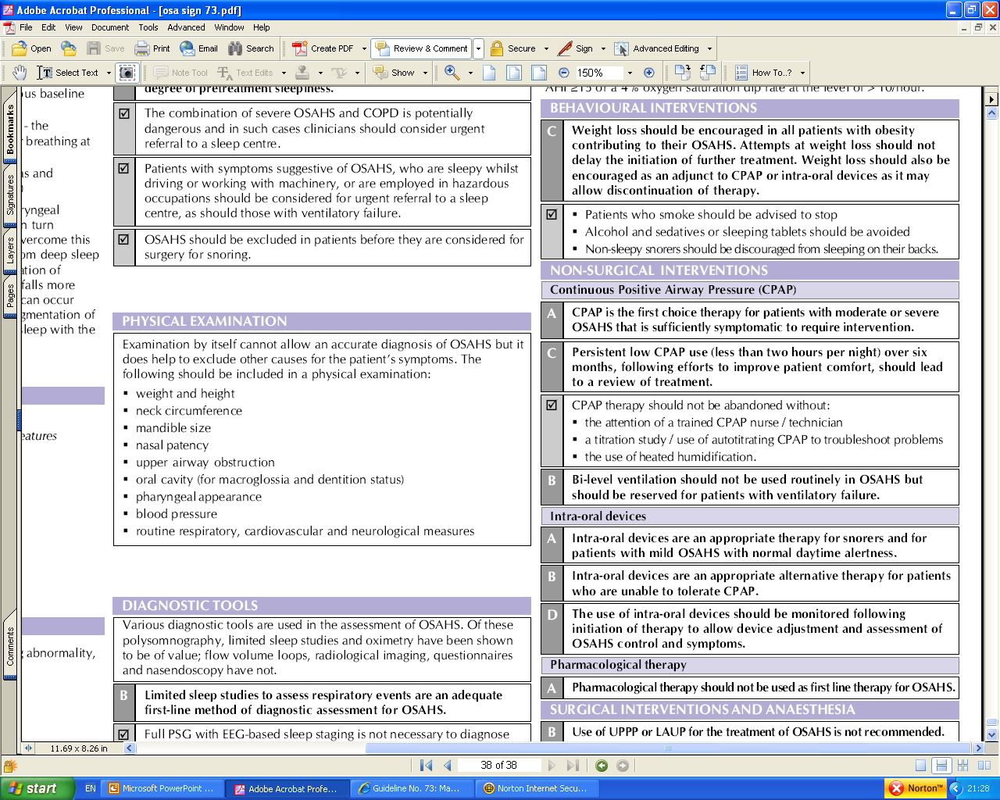 Adobe Acrobat Professional - [osa sign 73.pdf]
File Edit View Document Tools Advanced Window Help
Open Save Print Email Search Create PDF Review & Comment Secure Sign Advanced Editing
Select Text Note Tool Text Edits Show 150% How To..?
Bookmarks
Signatures
Layers
Pages
Comments
us baseline
- the
breathing at
s and
ryngeal
n turn
vercome this
om deep sleep
ation of
falls more
can occur
gmentation of
leep with the
eatures
abnormality,
degree of pretreatment sleepiness.
The combination of severe OSAHS and COPD is potentially
dangerous and in such cases clinicians should consider urgent
referral to a sleep centre.
Patients with symptoms suggestive of OSAHS, who are sleepy whilst
driving or working with machinery, or are employed in hazardous
occupations should be considered for urgent referral to a sleep
centre, as should those with ventilatory failure.
OSAHS should be excluded in patients before they are considered for
surgery for snoring.
PHYSICAL EXAMINATION
Examination by itself cannot allow an accurate diagnosis of OSAHS but it
does help to exclude other causes for the patient's symptoms. The
following should be included in a physical examination:
▪ weight and height
▪ neck circumference
▪ mandible size
▪ nasal patency
▪ upper airway obstruction
▪ oral cavity (for macroglossia and dentition status)
▪ pharyngeal appearance
▪ blood pressure
▪ routine respiratory, cardiovascular and neurological measures
DIAGNOSTIC TOOLS
Various diagnostic tools are used in the assessment of OSAHS. Of these
polysomnography, limited sleep studies and oximetry have been shown
to be of value; flow volume loops, radiological imaging, questionnaires
and nasendoscopy have not.
B Limited sleep studies to assess respiratory events are an adequate
first-line method of diagnostic assessment for OSAHS.
Full PSG with EEG-based sleep staging is not necessary to diagnose
AHI ≥15 or a 4% oxygen saturation dip rate at the level of > 10/hour.
BEHAVIOURAL INTERVENTIONS
C Weight loss should be encouraged in all patients with obesity
contributing to their OSAHS. Attempts at weight loss should not
delay the initiation of further treatment. Weight loss should also be
encouraged as an adjunct to CPAP or intra-oral devices as it may
allow discontinuation of therapy.
▪ Patients who smoke should be advised to stop
▪ Alcohol and sedatives or sleeping tablets should be avoided
▪ Non-sleepy snorers should be discouraged from sleeping on their backs.
NON-SURGICAL INTERVENTIONS
Continuous Positive Airway Pressure (CPAP)
A CPAP is the first choice therapy for patients with moderate or severe
OSAHS that is sufficiently symptomatic to require intervention.
C Persistent low CPAP use (less than two hours per night) over six
months, following efforts to improve patient comfort, should lead
to a review of treatment.
CPAP therapy should not be abandoned without:
▪ the attention of a trained CPAP nurse / technician
▪ a titration study / use of autotitrating CPAP to troubleshoot problems
▪ the use of heated humidification.
B Bi-level ventilation should not be used routinely in OSAHS but
should be reserved for patients with ventilatory failure.
Intra-oral devices
A Intra-oral devices are an appropriate therapy for snorers and for
patients with mild OSAHS with normal daytime alertness.
B Intra-oral devices are an appropriate alternative therapy for patients
who are unable to tolerate CPAP.
D The use of intra-oral devices should be monitored following
initiation of therapy to allow device adjustment and assessment of
OSAHS control and symptoms.
Pharmacological therapy
A Pharmacological therapy should not be used as first line therapy for OSAHS.
SURGICAL INTERVENTIONS AND ANAESTHESIA
B Use of UPPP or LAUP for the treatment of OSAHS is not recommended.
11.69 x 8.26 in
38 of 38
start EN Microsoft PowerPoint ... Adobe Acrobat Profe... Guideline No. 73: Ma... Norton Internet Secu... Norton™ 21:28